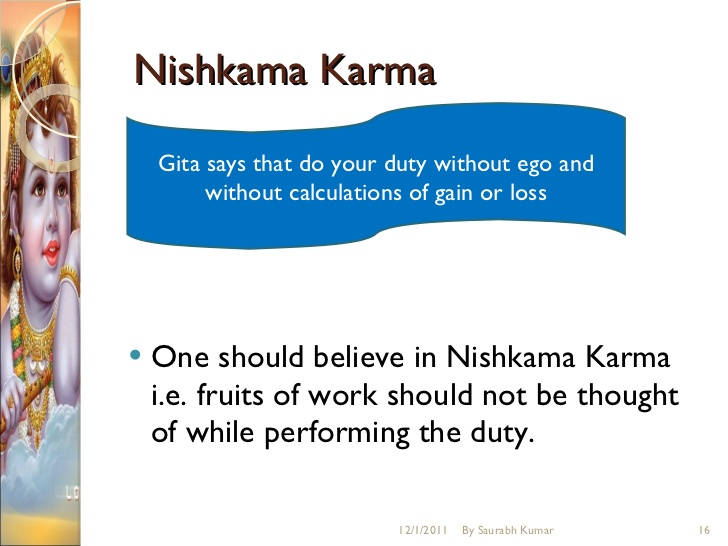 Nishkama Karma
Gita says that do your duty without ego and
without calculations of gain or loss
• One should believe in Nishkama Karma
i.e. fruits of work should not be thought
of while performing the duty.
LO
12/1/2011 By Saurabh Kumar 16